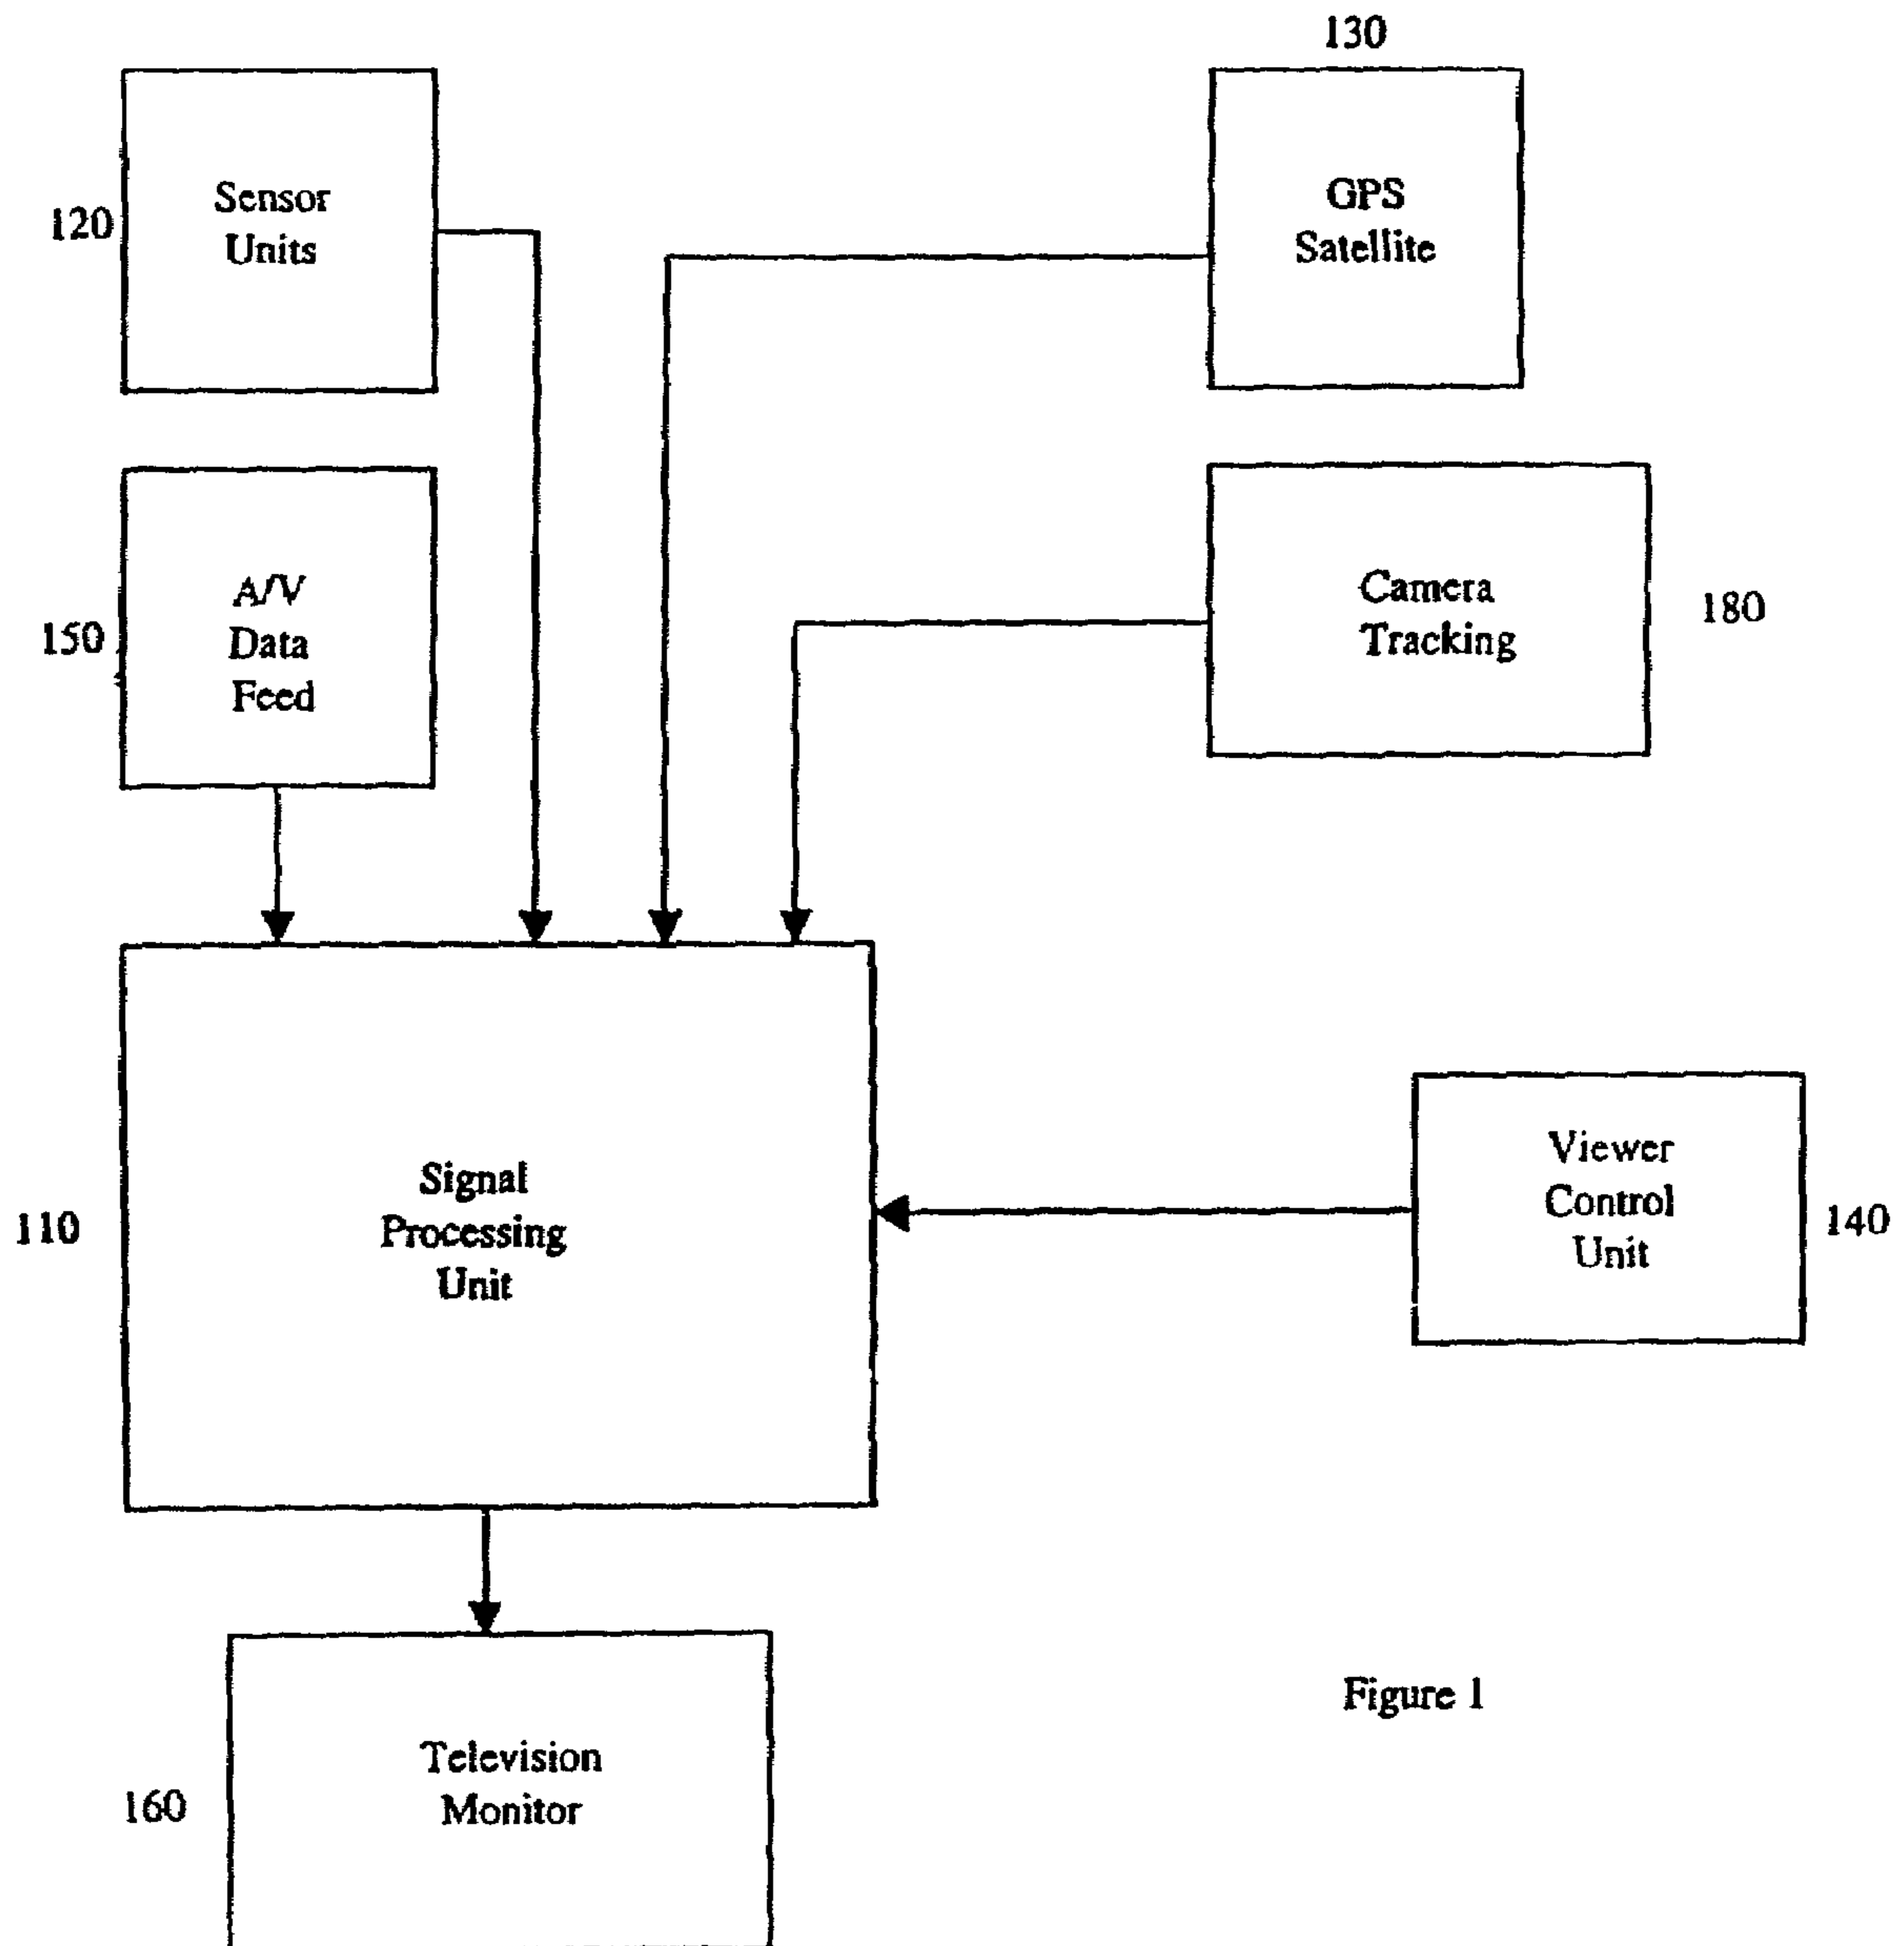 130
Sensor
Units
120
GPS
Satellite
A/V
Data
Feed
150
Camera
Tracking
180
Signal
Processing
Unit
110
Viewer
Control
Unit
140
Television
Monitor
160
Figure 1